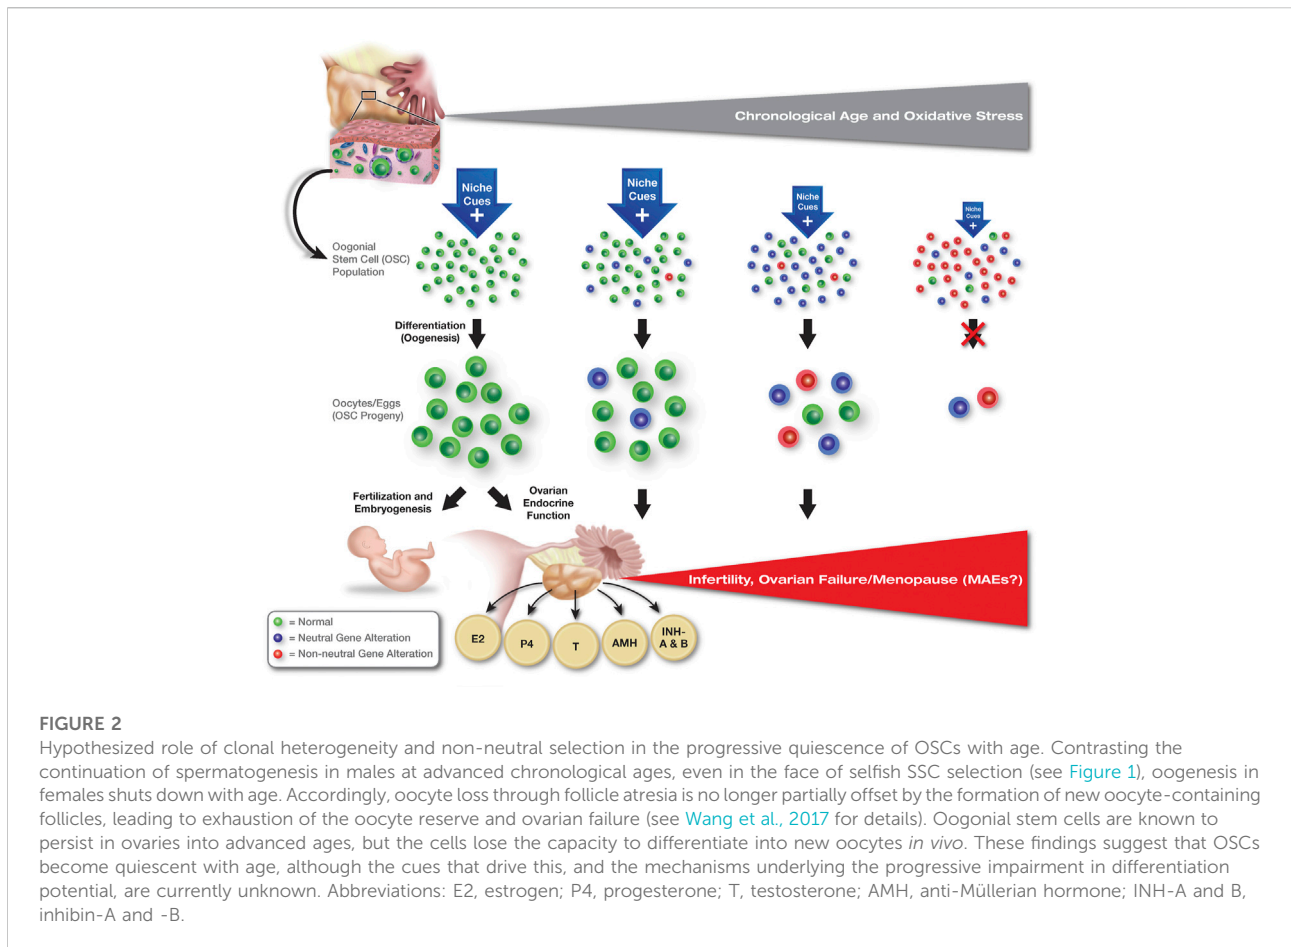 Chronological Age and Oxidative Stress
Niche
Cues
+
Niche
Cues
+
Niche
Cues
+
Niche
Cues
+
Oogonial
Stem Cell (OSC)
Population
Differentiation
(Oogenesis)
Oocytes/Eggs
(OSC Progeny)
Fertilization and
Embryogenesis
Ovarian
Endocrine
Function
Infertility, Ovarian Failure/Menopause (MAEs?)
= Normal
= Neutral Gene Alteration
= Non-neutral Gene Alteration
E2
P4
T
AMH
INH-
A & B
FIGURE 2
Hypothesized role of clonal heterogeneity and non-neutral selection in the progressive quiescence of OSCs with age. Contrasting the
continuation of spermatogenesis in males at advanced chronological ages, even in the face of selfish SSC selection (see Figure 1), oogenesis in
females shuts down with age. Accordingly, oocyte loss through follicle atresia is no longer partially offset by the formation of new oocyte-containing
follicles, leading to exhaustion of the oocyte reserve and ovarian failure (see Wang et al., 2017 for details). Oogonial stem cells are known to
persist in ovaries into advanced ages, but the cells lose the capacity to differentiate into new oocytes in vivo. These findings suggest that OSCs
become quiescent with age, although the cues that drive this, and the mechanisms underlying the progressive impairment in differentiation
potential, are currently unknown. Abbreviations: E2, estrogen; P4, progesterone; T, testosterone; AMH, anti-Müllerian hormone; INH-A and B,
inhibin-A and -B.